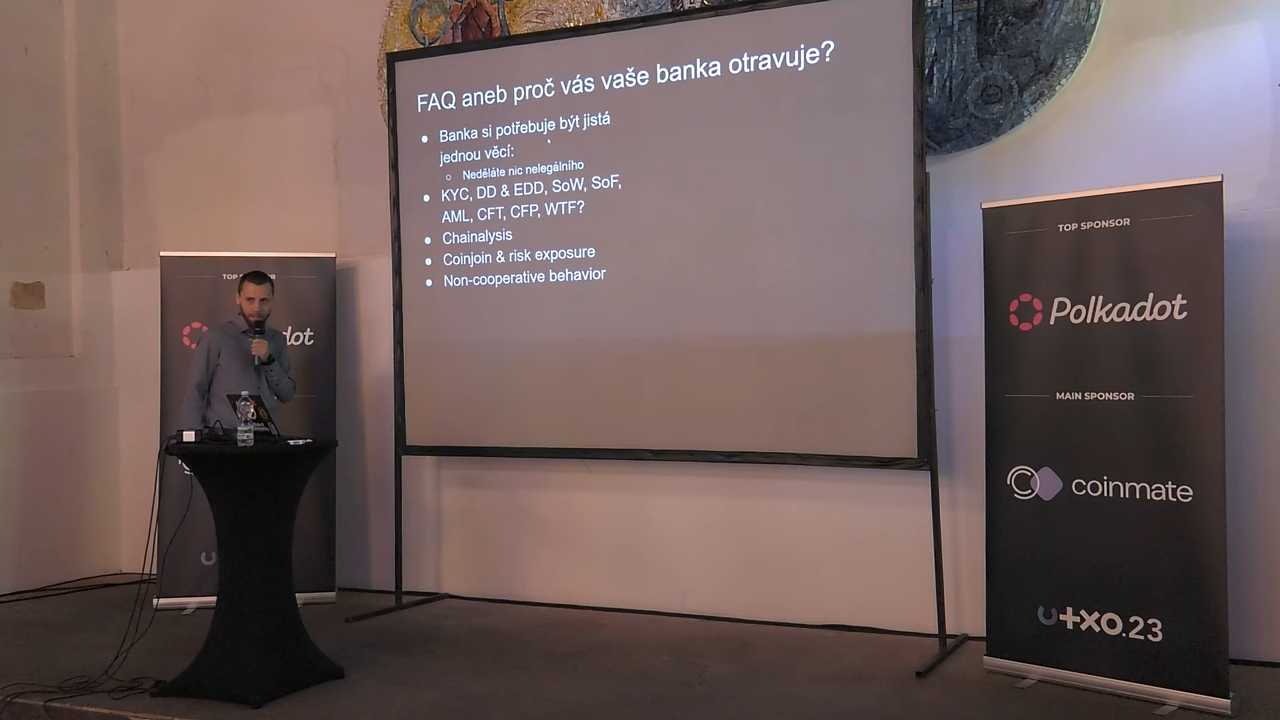 FAQ aneb proč vás vaše banka otravuje?
Banka si potřebuje být jistá
jednou věcí:
Neděláte nic nelegálního
KYC, DD & EDD, SoW, SoF,
AML, CFT, CFP, WTF?
Chainalysis
Coinjoin & risk exposure
Non-cooperative behavior
TOP SPONSOR
Polkadot
MAIN SPONSOR
coinmate
utxo.23